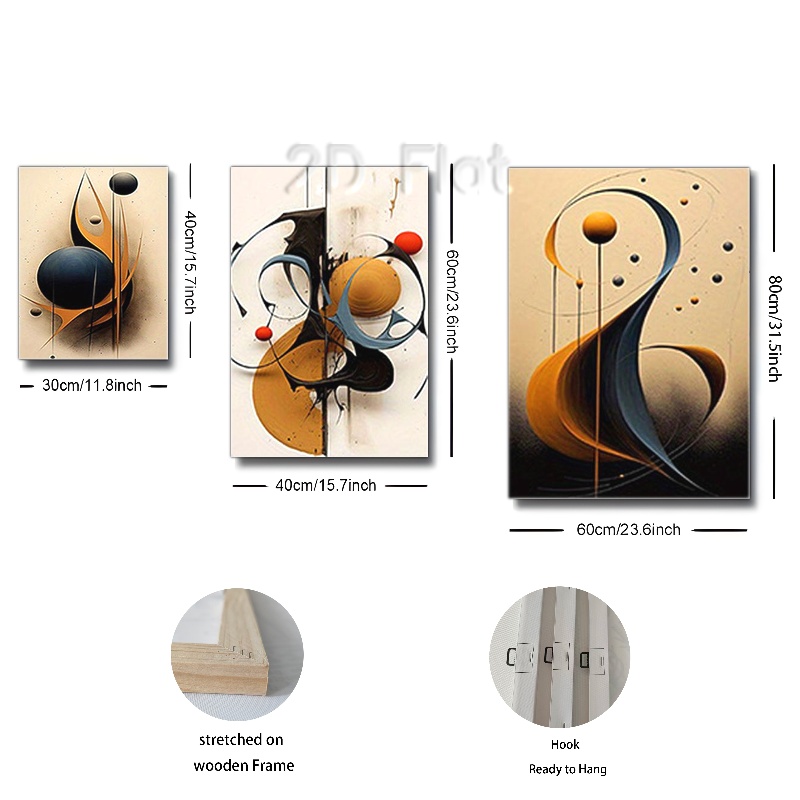 2D Flat
40cm/15.7inch
30cm/11.8inch
60cm/23.6inch
40cm/15.7inch
80cm/31.5inch
60cm/23.6inch
stretched on
wooden Frame
Hook
Ready to Hang